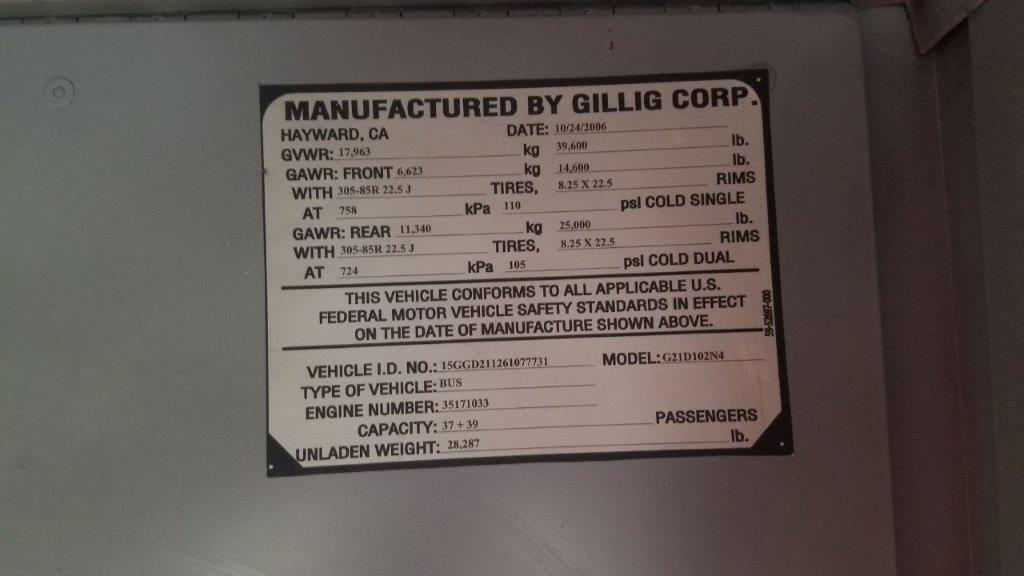 MANUFACTURED BY GILLIG CORP.
HAYWARD, CA DATE: 10/24/2006
GVWR: 17,963 kg 39,600 lb.
GAWR: FRONT 6,623 kg 14,600 lb.
WITH 305-85R 22.5 J TIRES, 8.25 X 22.5 RIMS
AT 758 kPa 110 psi COLD SINGLE
GAWR: REAR 11,340 kg 25,000 lb.
WITH 305-85R 22.5 J TIRES, 8.25 X 22.5 RIMS
AT 724 kPa 105 psi COLD DUAL
THIS VEHICLE CONFORMS TO ALL APPLICABLE U.S.
FEDERAL MOTOR VEHICLE SAFETY STANDARDS IN EFFECT
ON THE DATE OF MANUFACTURE SHOWN ABOVE.
59-52697-000
VEHICLE I.D. NO.: 15GGD211261077731 MODEL: G21D102N4
TYPE OF VEHICLE: BUS
ENGINE NUMBER: 35171033
CAPACITY: 37 + 39 PASSENGERS
UNLADEN WEIGHT: 28,287 lb.